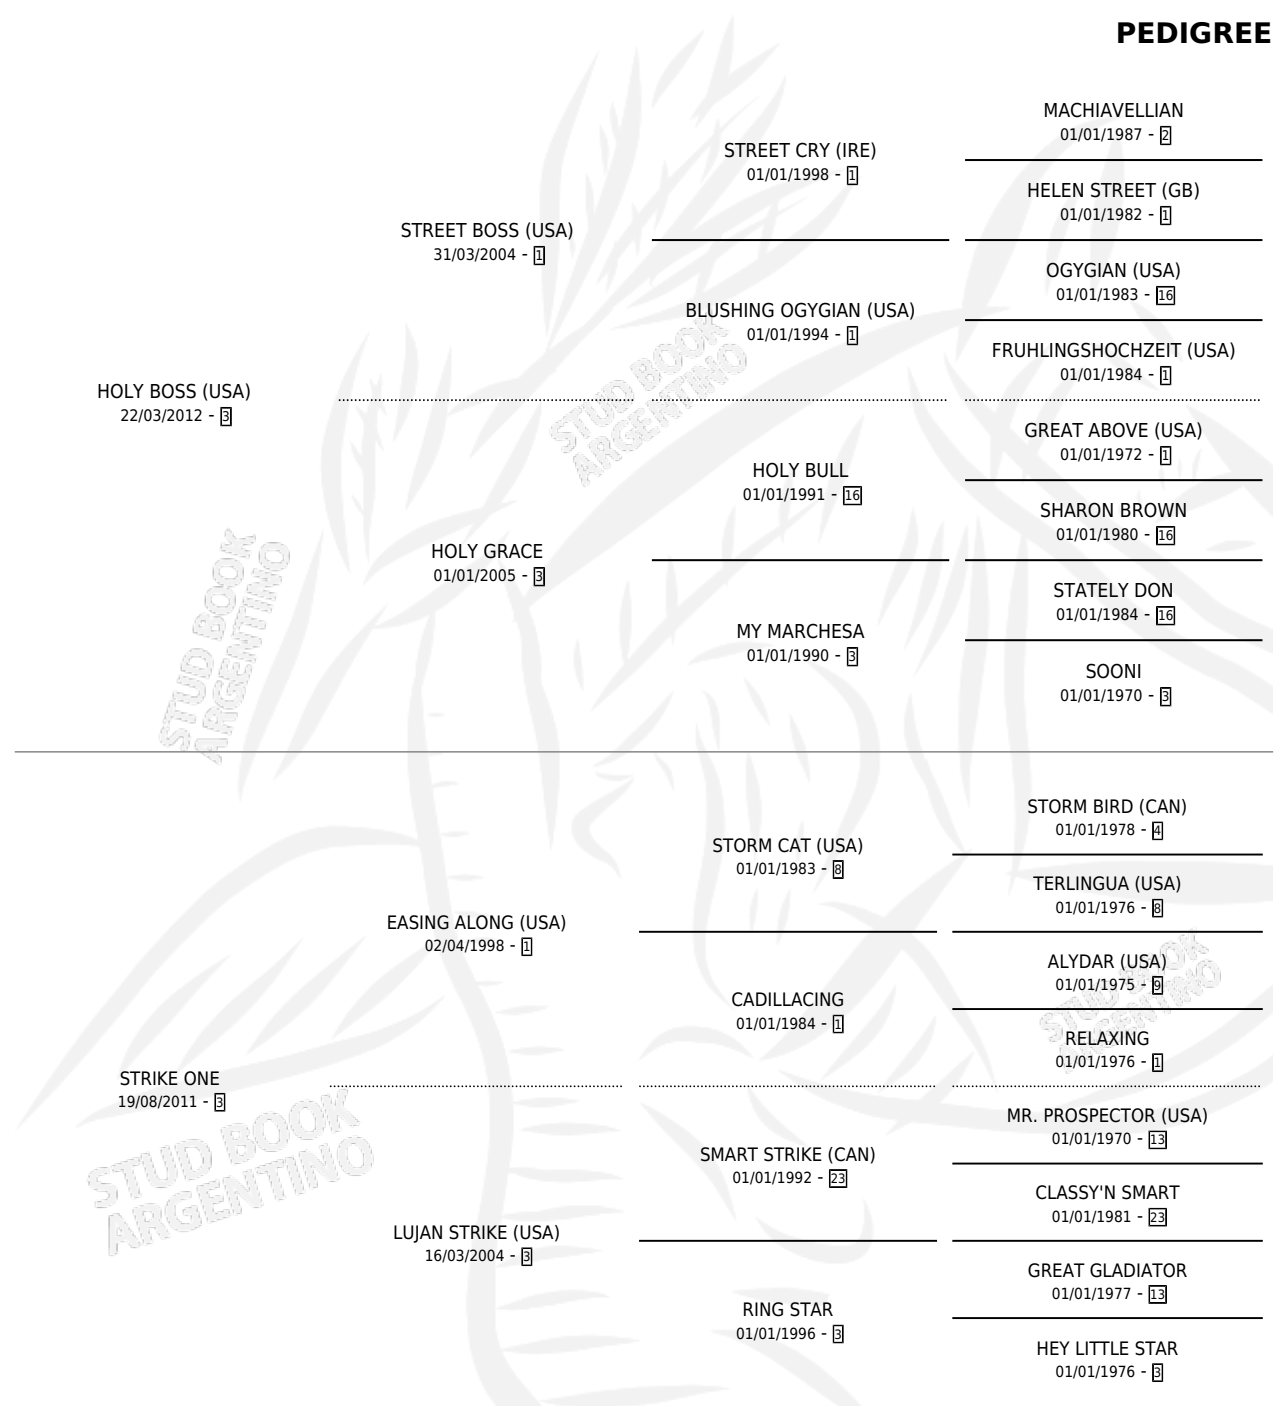 PEDIGREE
MACHIAVELLIAN
01/01/1987 - 2
STREET CRY (IRE)
01/01/1998 - 1
HELEN STREET (GB)
01/01/1982 - 1
STREET BOSS (USA)
31/03/2004 - 1
OGYGIAN (USA)
01/01/1983 - 16
BLUSHING OGYGIAN (USA)
01/01/1994 - 1
FRUHLINGSHOCHZEIT (USA)
01/01/1984 - 1
STUD BOOK
ARGENTINO
HOLY BOSS (USA)
22/03/2012 - 3
GREAT ABOVE (USA)
01/01/1972 - 1
HOLY BULL
01/01/1991 - 16
SHARON BROWN
01/01/1980 - 16
HOLY GRACE
01/01/2005 - 3
STATELY DON
01/01/1984 - 16
MY MARCHESA
01/01/1990 - 3
SOONI
01/01/1970 - 3
STUD BOOK
ARGENTINO
STORM BIRD (CAN)
01/01/1978 - 4
STORM CAT (USA)
01/01/1983 - 8
TERLINGUA (USA)
01/01/1976 - 8
EASING ALONG (USA)
02/04/1998 - 1
ALYDAR (USA)
01/01/1975 - 9
CADILLACING
01/01/1984 - 1
RELAXING
01/01/1976 - 1
STUD BOOK
ARGENTINO
STRIKE ONE
19/08/2011 - 3
MR. PROSPECTOR (USA)
01/01/1970 - 13
SMART STRIKE (CAN)
01/01/1992 - 23
CLASSY'N SMART
01/01/1981 - 23
STUD BOOK
ARGENTINO
LUJAN STRIKE (USA)
16/03/2004 - 3
GREAT GLADIATOR
01/01/1977 - 13
RING STAR
01/01/1996 - 3
HEY LITTLE STAR
01/01/1976 - 3